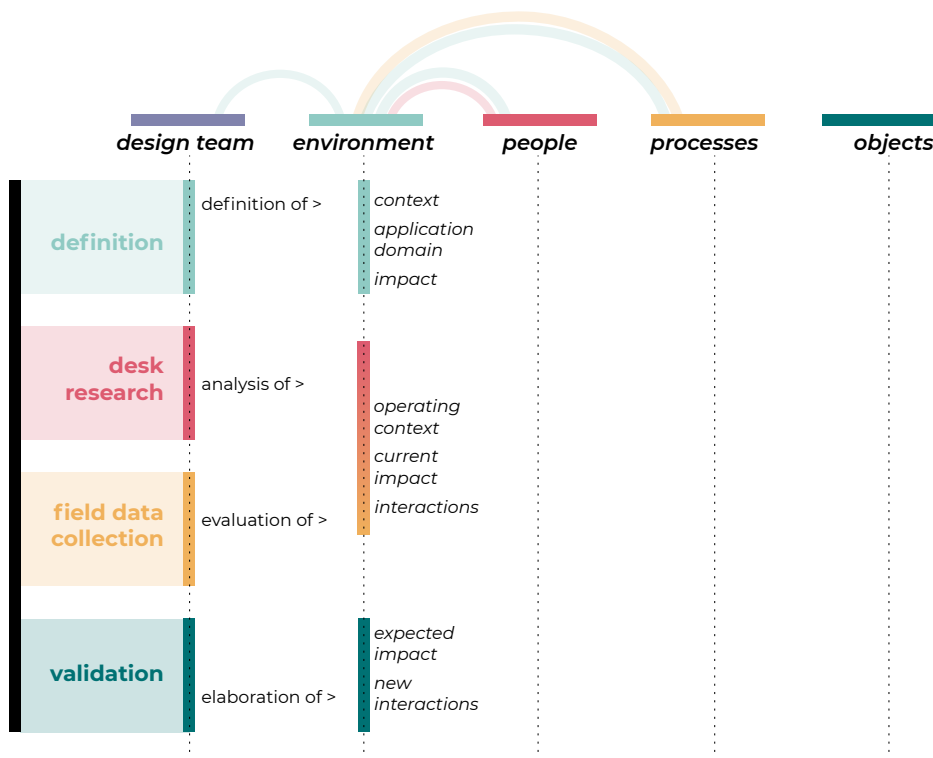 design team
environment
people
processes
objects
definition
definition of >
context
application
domain
impact
desk
research
analysis of >
operating
context
current
impact
interactions
field data
collection
evaluation of >
validation
elaboration of >
expected
impact
new
interactions